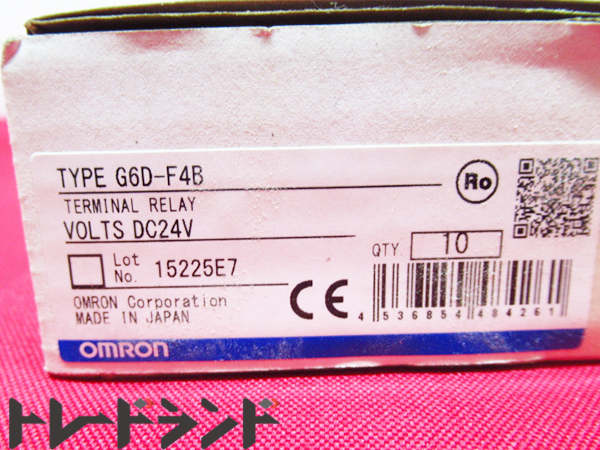 TYPE G6D-F4B
Ro
TERMINAL RELAY
VOLTS DC24V
QTY. 10
Lot No. 15225E7
OMRON Corporation
MADE IN JAPAN
CE
4 536854 484261
OMRON
トレードランド